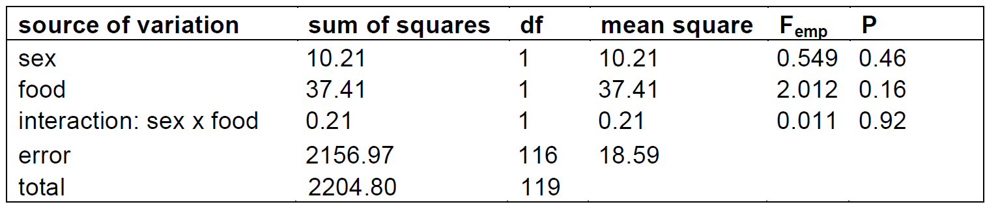 source of variation sum of squares df mean square Femp P
sex 10.21 1 10.21 0.549 0.46
food 37.41 1 37.41 2.012 0.16
interaction: sex x food 0.21 1 0.21 0.011 0.92
error 2156.97 116 18.59
total 2204.80 119